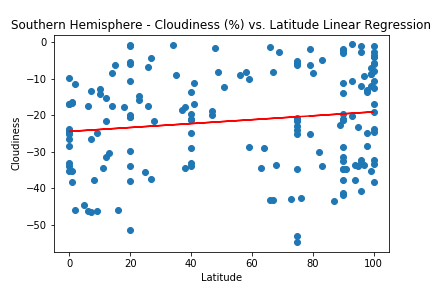 Southern Hemisphere - Cloudiness (%) vs. Latitude Linear Regression
0
−10
−20
−30
−40
−50
Cloudiness
0 20 40 60 80 100
Latitude